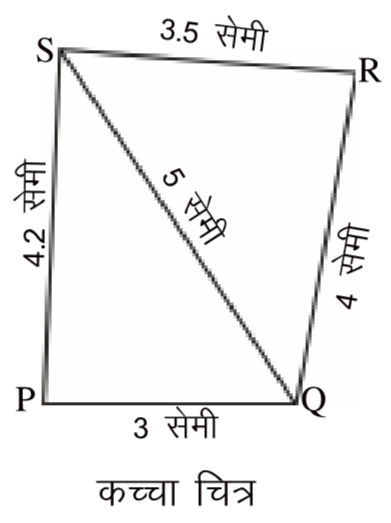 3.5 सेमी
S
R
4.2 सेमी
5 सेमी
4 सेमी
P
Q
3 सेमी
कच्चा चित्र